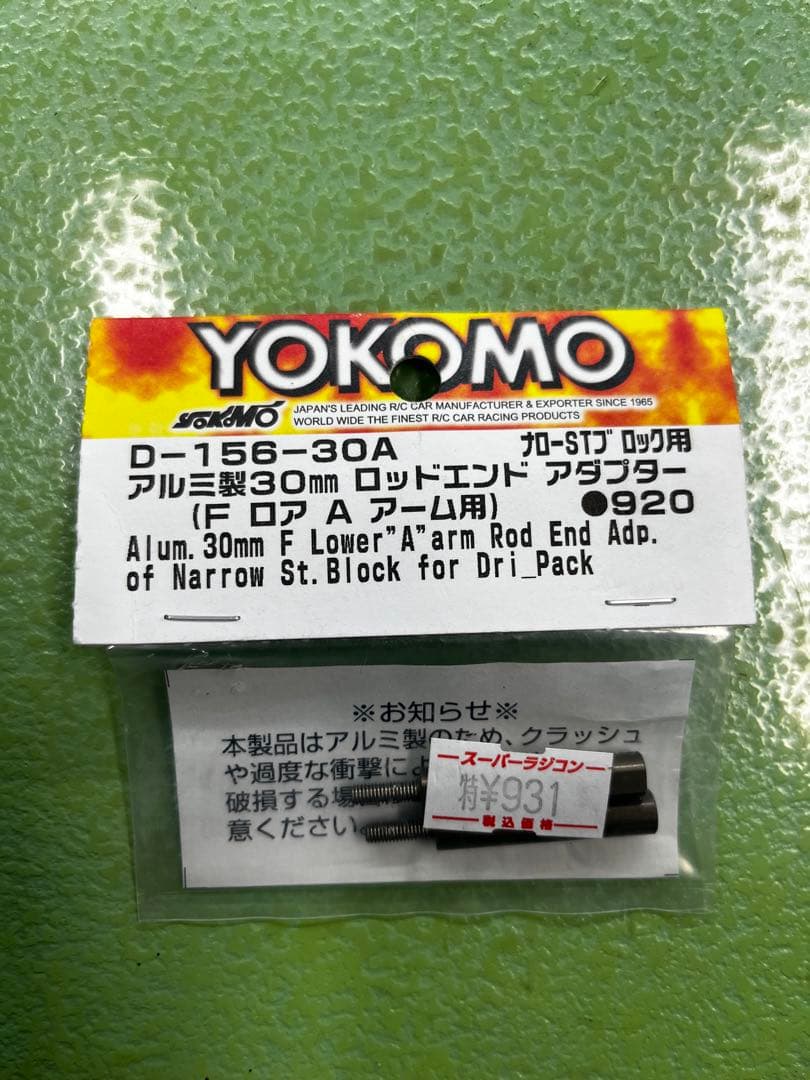 YOKOMO
YOKOMO JAPAN'S LEADING R/C CAR MANUFACTURER & EXPORTER SINCE 1965
WORLD WIDE THE FINEST R/C CAR RACING PRODUCTS
D-156-30A ナローSTブロック用
アルミ製30mm ロッドエンド アダプター
(F ロア A アーム用) ●920
Alum.30mm F Lower"A"arm Rod End Adp.
of Narrow St.Block for Dri_Pack
※お知らせ※
本製品はアルミ製のため、クラッシュ
や過度な衝撃によ
破損する場
意ください。
スーパーラジコン
特¥931
税込価格